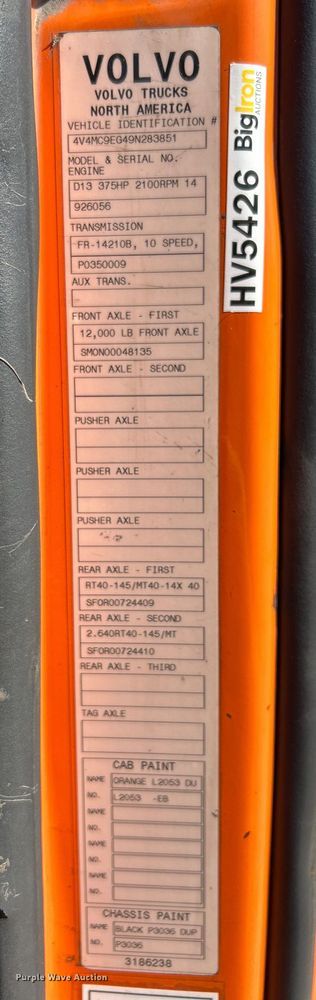 VOLVO
VOLVO TRUCKS
NORTH AMERICA
VEHICLE IDENTIFICATION #
4V4MC9EG49N283851
MODEL & SERIAL NO.
ENGINE
D13 375HP 2100RPM 14
926056
TRANSMISSION
FR-14210B, 10 SPEED,
P0350009
AUX TRANS.
FRONT AXLE - FIRST
12,000 LB FRONT AXLE
SMON00048135
FRONT AXLE - SECOND
PUSHER AXLE
PUSHER AXLE
PUSHER AXLE
REAR AXLE - FIRST
RT40-145/MT40-14X 40
SFOR00724409
REAR AXLE - SECOND
2.640RT40-145/MT
SFOR00724410
REAR AXLE - THIRD
TAG AXLE
CAB PAINT
NAME ORANGE L2053 DU
NO. L2053 -EB
NAME
NO.
NAME
NO.
NAME
NO.
CHASSIS PAINT
NAME BLACK P3036 DUP
NO. P3036
3186238
HV5426 BigIron
AUCTIONS
Purple Wave Auction